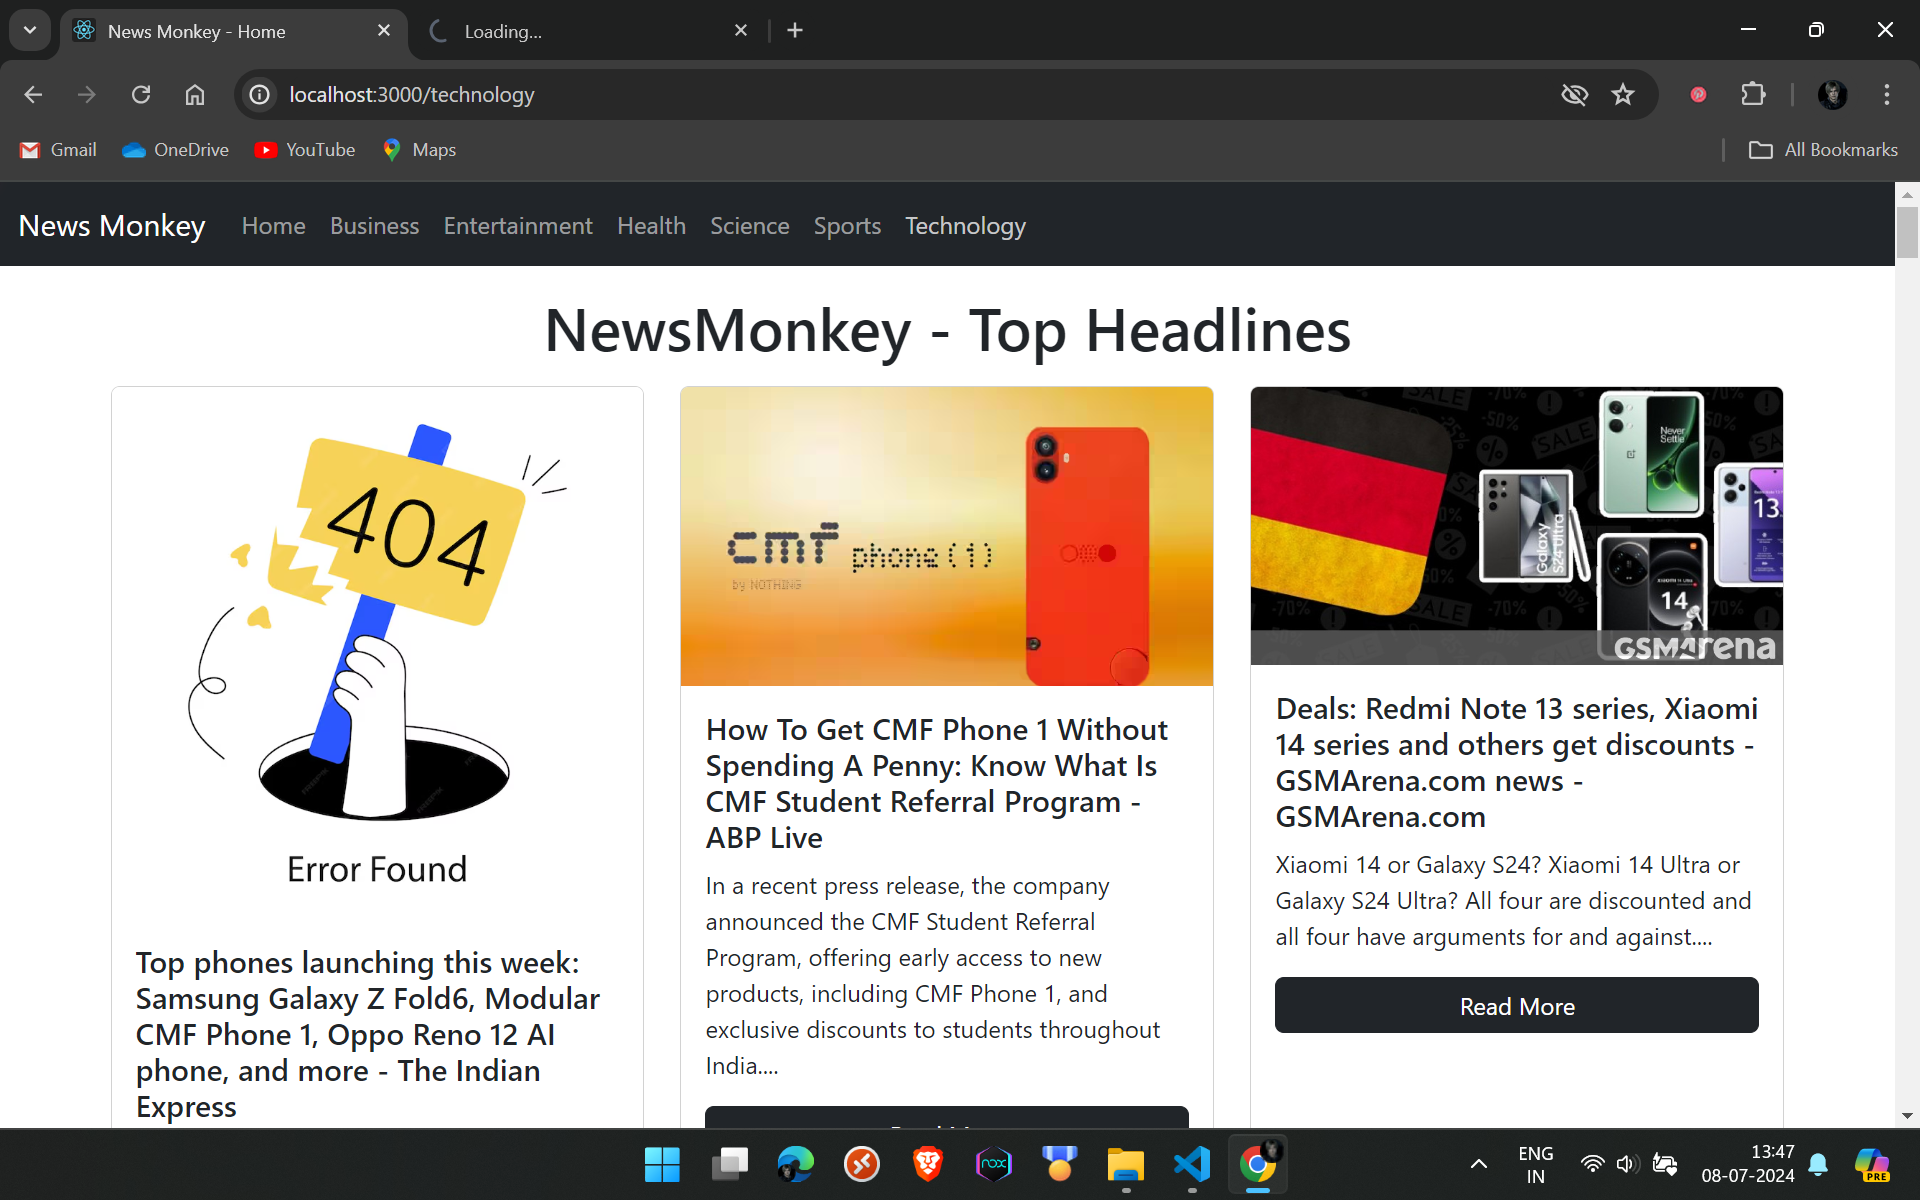 News Monkey - Home
Loading...
localhost:3000/technology
Gmail
OneDrive
YouTube
Maps
All Bookmarks
News Monkey
Home
Business
Entertainment
Health
Science
Sports
Technology
NewsMonkey - Top Headlines
404
Error Found
Top phones launching this week:
Samsung Galaxy Z Fold6, Modular
CMF Phone 1, Oppo Reno 12 AI
phone, and more - The Indian
Express
cmf phone (1)
by NOTHING
How To Get CMF Phone 1 Without
Spending A Penny: Know What Is
CMF Student Referral Program -
ABP Live
In a recent press release, the company
announced the CMF Student Referral
Program, offering early access to new
products, including CMF Phone 1, and
exclusive discounts to students throughout
India....
SALE
-50%
-70%
Never
Settle
Galaxy
S24 Ultra
13
14
SALE
-70%
GSMArena
Deals: Redmi Note 13 series, Xiaomi
14 series and others get discounts -
GSMArena.com news -
GSMArena.com
Xiaomi 14 or Galaxy S24? Xiaomi 14 Ultra or
Galaxy S24 Ultra? All four are discounted and
all four have arguments for and against....
Read More
nox
ENG
IN
13:47
08-07-2024
PRE